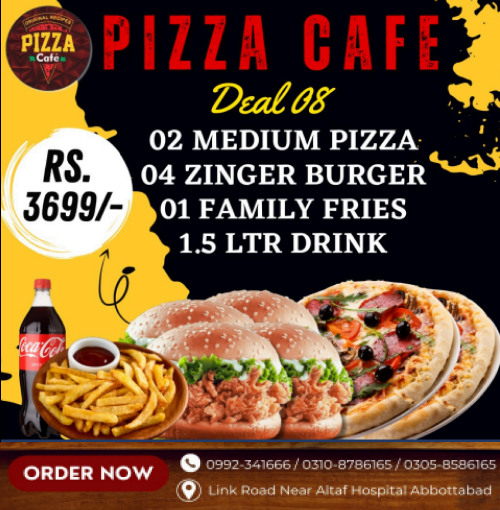 ORIGINAL RECIPES
PIZZA
Cafe
PIZZA CAFE
Deal 08
02 MEDIUM PIZZA
04 ZINGER BURGER
01 FAMILY FRIES
1.5 LTR DRINK
RS.
3699/-
Coca-Cola
ORDER NOW
0992-341666 / 0310-8786165 / 0305-8586165
Link Road Near Altaf Hospital Abbottabad